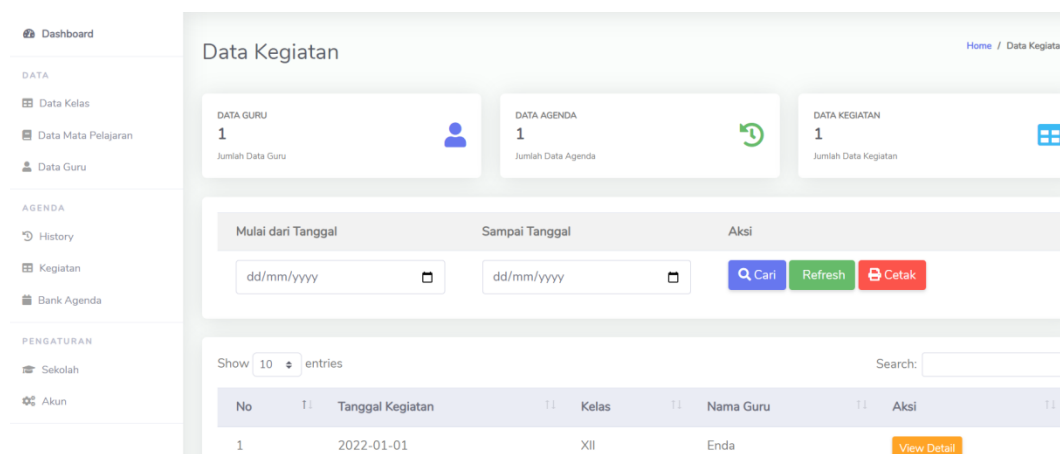 Dashboard
DATA
Data Kelas
Data Mata Pelajaran
Data Guru
AGENDA
History
Kegiatan
Bank Agenda
PENGATURAN
Sekolah
Akun
Data Kegiatan
Home / Data Kegiata
DATA GURU
1
Jumlah Data Guru
DATA AGENDA
1
Jumlah Data Agenda
DATA KEGIATAN
1
Jumlah Data Kegiatan
Mulai dari Tanggal Sampai Tanggal Aksi
dd/mm/yyyy dd/mm/yyyy Cari Refresh Cetak
Show 10 entries Search:
No Tanggal Kegiatan Kelas Nama Guru Aksi
1 2022-01-01 XII Enda View Detail